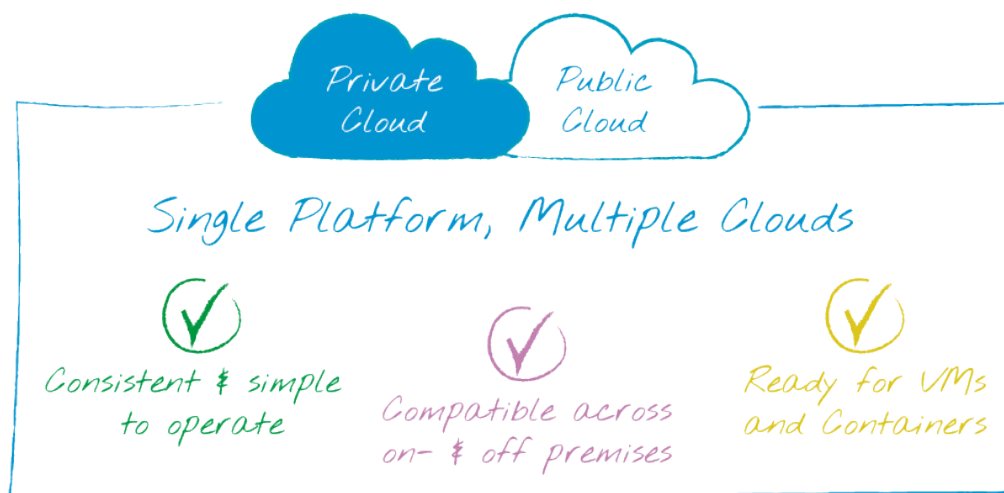 Private
Cloud
Public
Cloud
Single Platform, Multiple Clouds
Consistent & simple
to operate
Compatible across
on- & off premises
Ready for VMs
and Containers